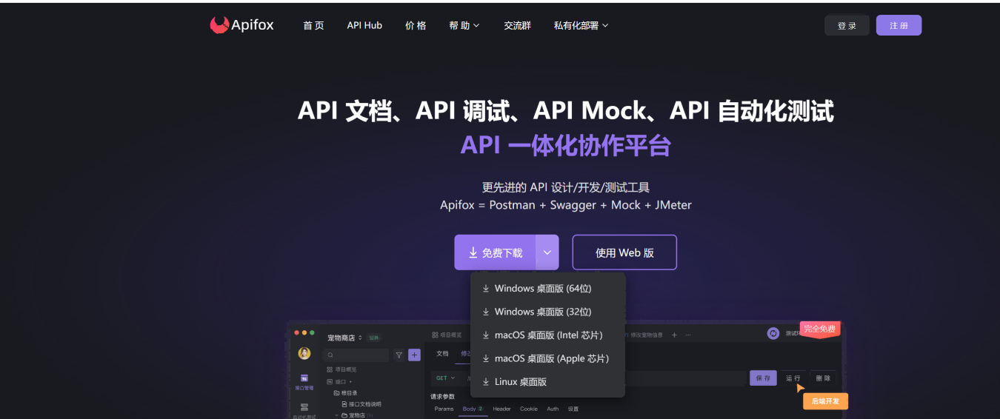 Apifox
首 页
API Hub
价 格
帮 助
交流群
私有化部署
登 录
注 册
API 文档、API 调试、API Mock、API 自动化测试
API 一体化协作平台
更先进的 API 设计/开发/测试工具
Apifox = Postman + Swagger + Mock + JMeter
免费下载
使用 Web 版
Windows 桌面版 (64位)
Windows 桌面版 (32位)
macOS 桌面版 (Intel 芯片)
macOS 桌面版 (Apple 芯片)
Linux 桌面版
完全免费
宠物商店
项目概览
修改宠物信息
测试环
项目概览
文档
接口管理
接口
GET
保 存
运 行
删 除
根目录
接口文档说明
请求参数
后端开发
Params
Body 2
Header
Cookie
Auth
设置
自动化测试
宠物店